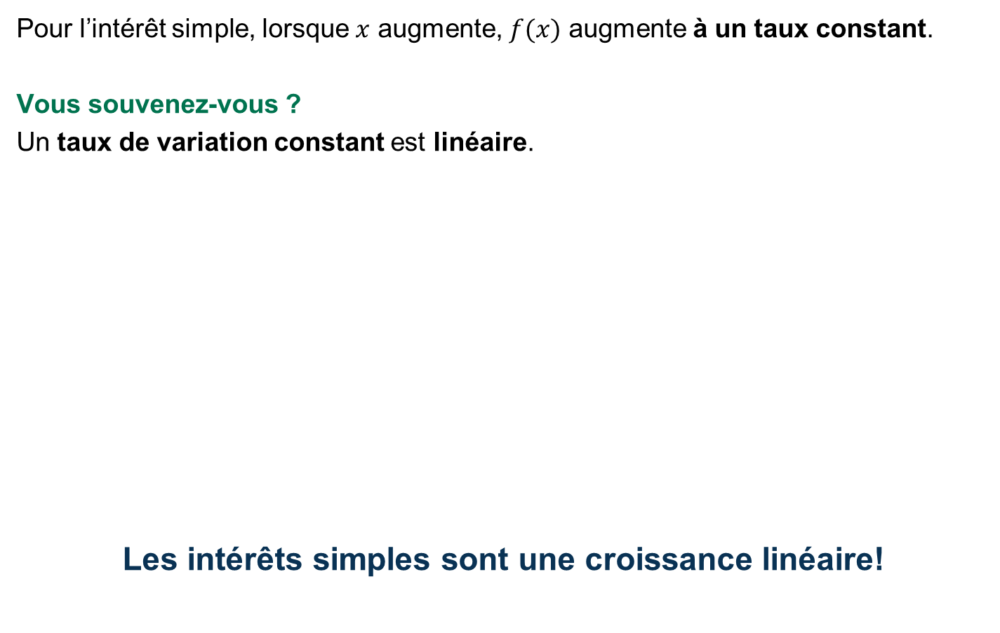 Pour l’intérêt simple, lorsque x augmente, f(x) augmente à un taux constant.
Vous souvenez-vous ?
Un taux de variation constant est linéaire.
Les intérêts simples sont une croissance linéaire!